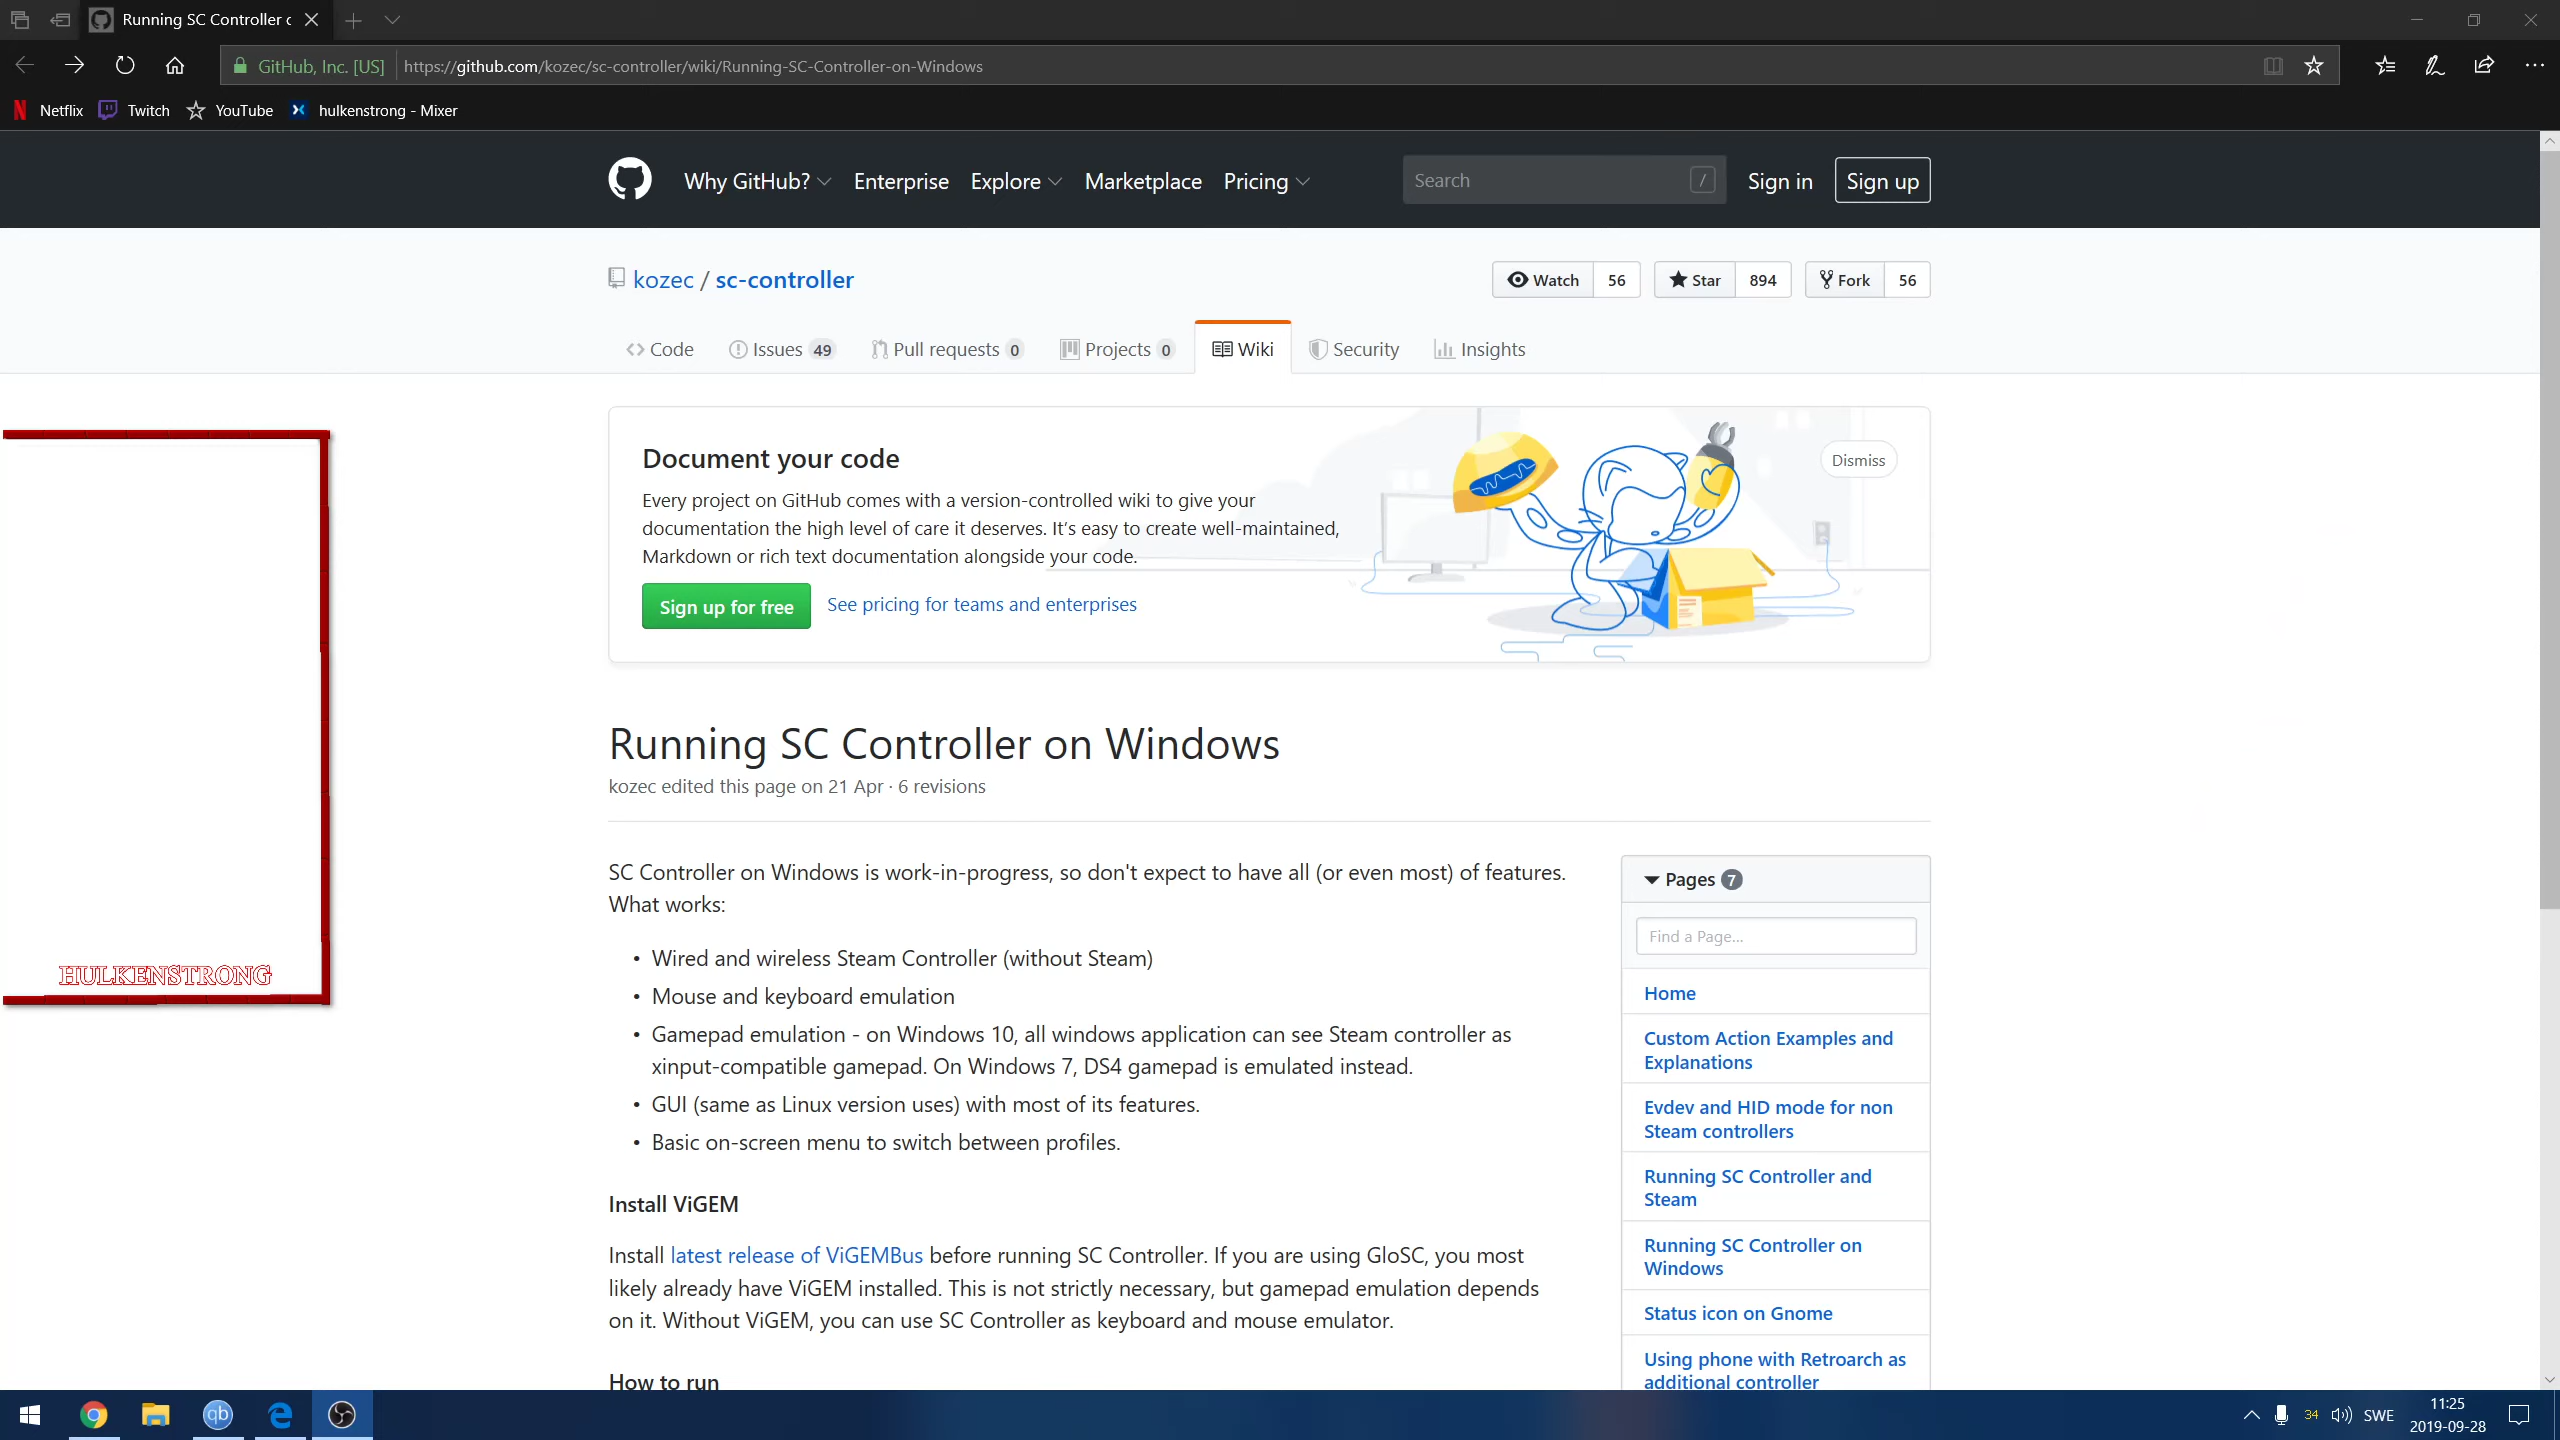 Running SC Controller c
GitHub, Inc. [US] https://github.com/kozec/sc-controller/wiki/Running-SC-Controller-on-Windows
Netflix Twitch YouTube hulkenstrong - Mixer
Why GitHub? Enterprise Explore Marketplace Pricing Search / Sign in Sign up
kozec / sc-controller Watch 56 Star 894 Fork 56
Code Issues 49 Pull requests 0 Projects 0 Wiki Security Insights
Document your code
Dismiss
Every project on GitHub comes with a version-controlled wiki to give your
documentation the high level of care it deserves. It’s easy to create well-maintained,
Markdown or rich text documentation alongside your code.
Sign up for free See pricing for teams and enterprises
Running SC Controller on Windows
kozec edited this page on 21 Apr · 6 revisions
SC Controller on Windows is work-in-progress, so don't expect to have all (or even most) of features.
What works:
• Wired and wireless Steam Controller (without Steam)
• Mouse and keyboard emulation
• Gamepad emulation - on Windows 10, all windows application can see Steam controller as
xinput-compatible gamepad. On Windows 7, DS4 gamepad is emulated instead.
• GUI (same as Linux version uses) with most of its features.
• Basic on-screen menu to switch between profiles.
Install ViGEM
Install latest release of ViGEMBus before running SC Controller. If you are using GloSC, you most
likely already have ViGEM installed. This is not strictly necessary, but gamepad emulation depends
on it. Without ViGEM, you can use SC Controller as keyboard and mouse emulator.
How to run
Pages 7
Find a Page...
Home
Custom Action Examples and
Explanations
Evdev and HID mode for non
Steam controllers
Running SC Controller and
Steam
Running SC Controller on
Windows
Status icon on Gnome
Using phone with Retroarch as
additional controller
HULKENSTRONG
qb
34 SWE 11:25
2019-09-28